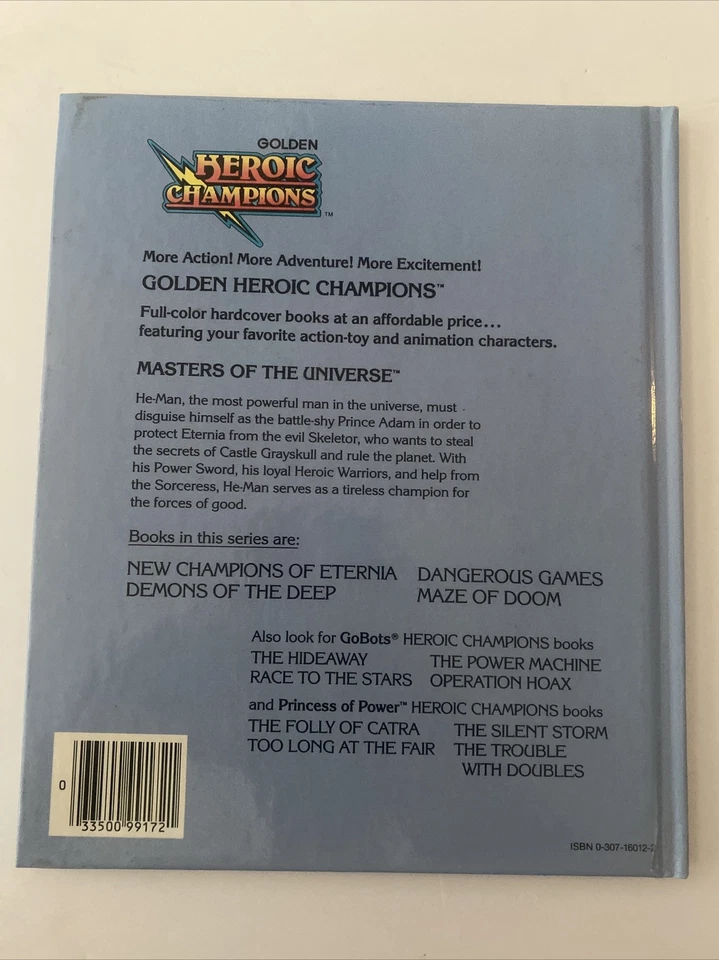 GOLDEN
HEROIC
CHAMPIONS™
More Action! More Adventure! More Excitement!
GOLDEN HEROIC CHAMPIONS™
Full-color hardcover books at an affordable price...
featuring your favorite action-toy and animation characters.
MASTERS OF THE UNIVERSE™
He-Man, the most powerful man in the universe, must
disguise himself as the battle-shy Prince Adam in order to
protect Eternia from the evil Skeletor, who wants to steal
the secrets of Castle Grayskull and rule the planet. With
his Power Sword, his loyal Heroic Warriors, and help from
the Sorceress, He-Man serves as a tireless champion for
the forces of good.
Books in this series are:
NEW CHAMPIONS OF ETERNIA DANGEROUS GAMES
DEMONS OF THE DEEP MAZE OF DOOM
Also look for GoBots® HEROIC CHAMPIONS books
THE HIDEAWAY THE POWER MACHINE
RACE TO THE STARS OPERATION HOAX
and Princess of Power™ HEROIC CHAMPIONS books
THE FOLLY OF CATRA THE SILENT STORM
TOO LONG AT THE FAIR THE TROUBLE
WITH DOUBLES
0 33500 99172
ISBN 0-307-16012-2